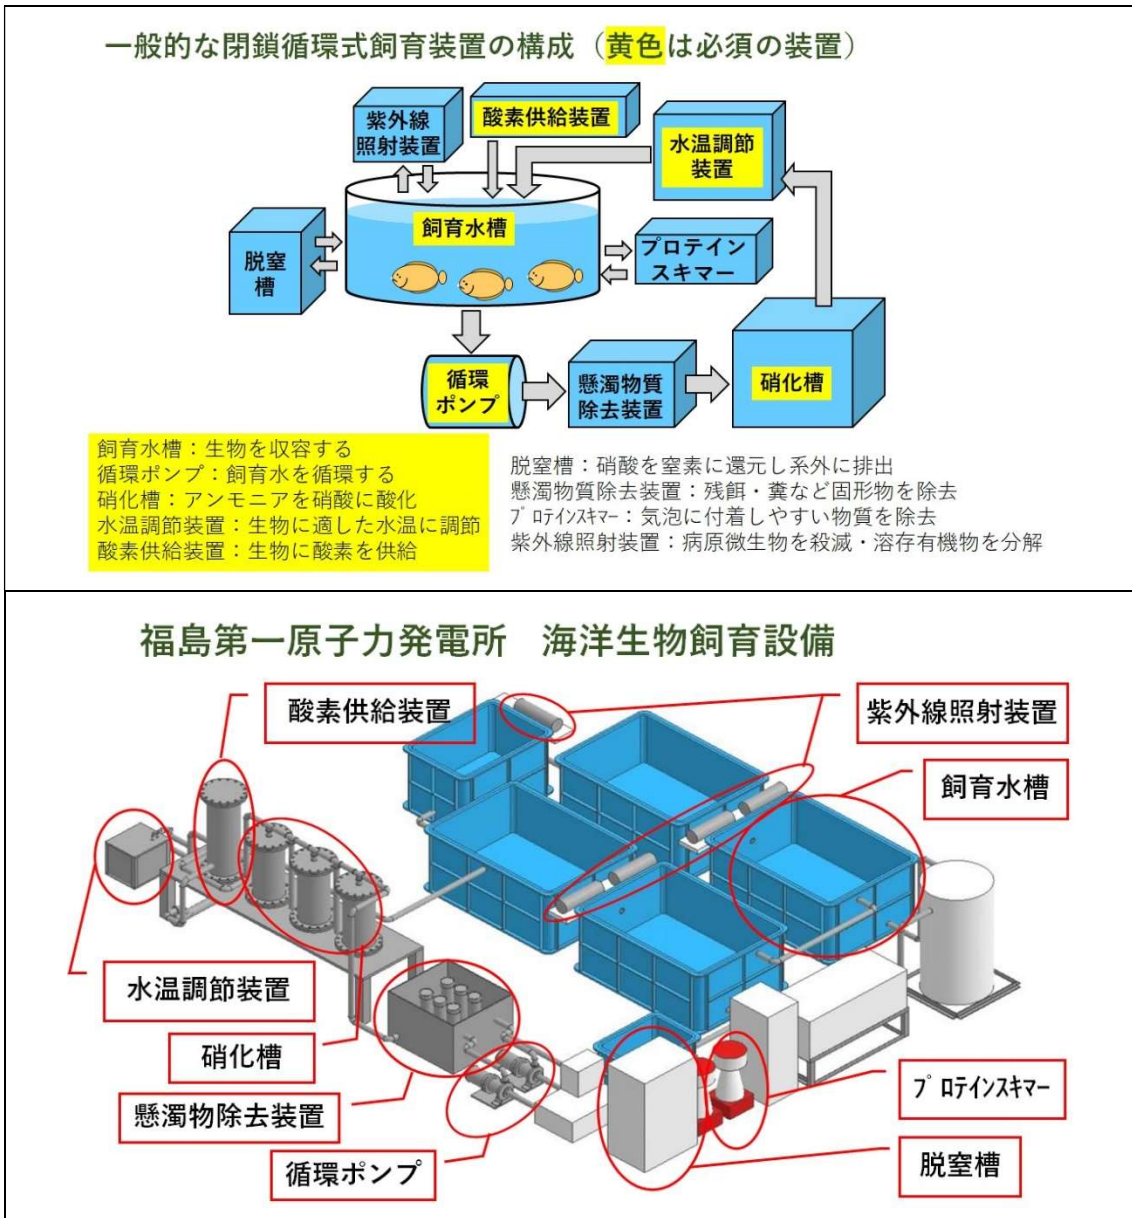 一般的な閉鎖循環式飼育装置の構成（黄色は必須の装置）
紫外線
照射装置
酸素供給装置
水温調節
装置
飼育水槽
脱窒
槽
プロテイン
スキマー
循環
ポンプ
懸濁物質
除去装置
硝化槽
飼育水槽：生物を収容する
循環ポンプ：飼育水を循環する
硝化槽：アンモニアを硝酸に酸化
水温調節装置：生物に適した水温に調節
酸素供給装置：生物に酸素を供給
脱窒槽：硝酸を窒素に還元し系外に排出
懸濁物質除去装置：残餌・糞など固形物を除去
ﾌﾟﾛﾃｲﾝｽｷﾏｰ：気泡に付着しやすい物質を除去
紫外線照射装置：病原微生物を殺滅・溶存有機物を分解
福島第一原子力発電所　海洋生物飼育設備
酸素供給装置
紫外線照射装置
飼育水槽
水温調節装置
硝化槽
懸濁物除去装置
循環ポンプ
ﾌﾟﾛﾃｲﾝｽｷﾏｰ
脱窒槽